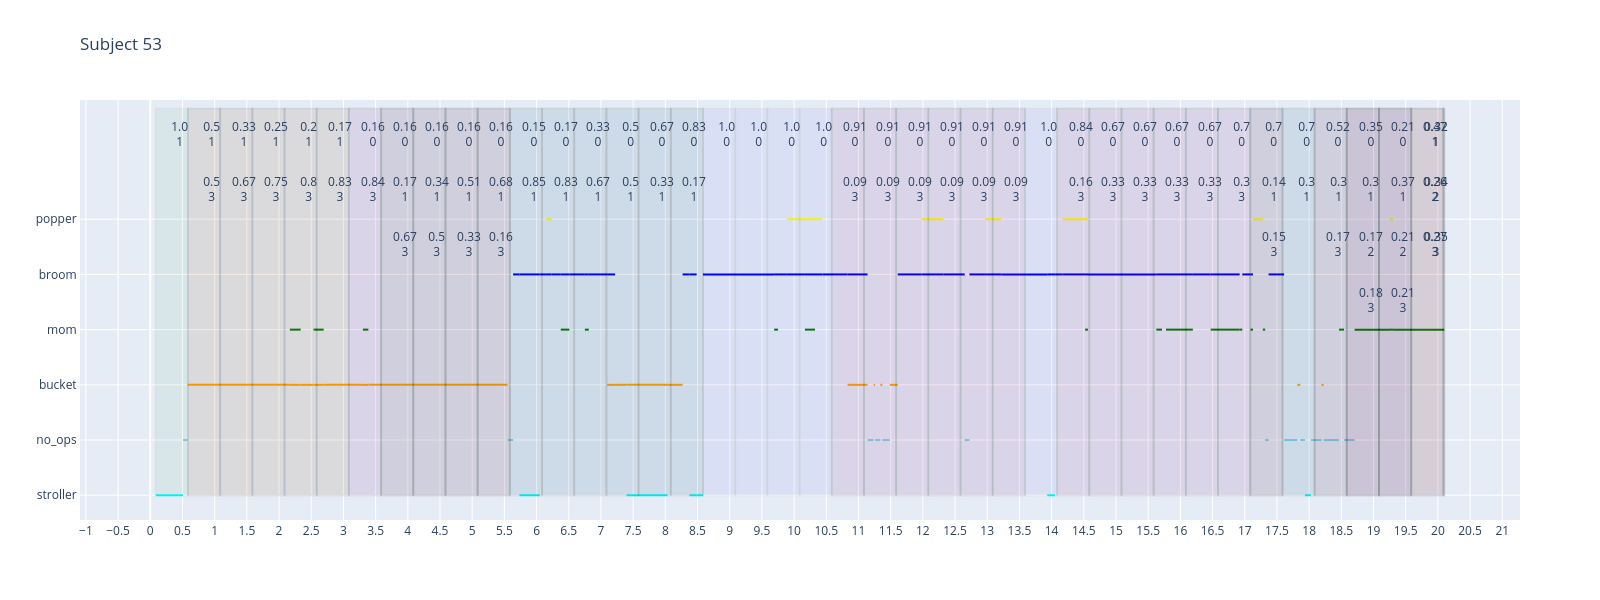 Subject 53
1.0 0.5 0.33 0.25 0.2 0.17 0.16 0.16 0.16 0.16 0.16 0.15 0.17 0.33 0.5 0.67 0.83 1.0 1.0 1.0 1.0 0.91 0.91 0.91 0.91 0.91 0.91 1.0 0.84 0.67 0.67 0.67 0.67 0.7 0.7 0.7 0.52 0.35 0.21
1 1 1 1 1 1 0 0 0 0 0 0 0 0 0 0 0 0 0 0 0 0 0 0 0 0 0 0 0 0 0 0 0 0 0 0 0 0 0 1
0.5 0.67 0.75 0.8 0.83 0.84 0.17 0.34 0.51 0.68 0.85 0.83 0.67 0.5 0.33 0.17 0.09 0.09 0.09 0.09 0.09 0.09 0.16 0.33 0.33 0.33 0.33 0.3 0.14 0.3 0.3 0.3 0.37
3 3 3 3 3 3 1 1 1 1 1 1 1 1 1 1 3 3 3 3 3 3 3 3 3 3 3 3 1 1 1 1 1 2
popper
0.67 0.5 0.33 0.16 0.15 0.17 0.17 0.21
3 3 3 3 3 3 2 2 3
broom
0.18 0.21
3 3
mom
bucket
no_ops
stroller
−1 −0.5 0 0.5 1 1.5 2 2.5 3 3.5 4 4.5 5 5.5 6 6.5 7 7.5 8 8.5 9 9.5 10 10.5 11 11.5 12 12.5 13 13.5 14 14.5 15 15.5 16 16.5 17 17.5 18 18.5 19 19.5 20 20.5 21